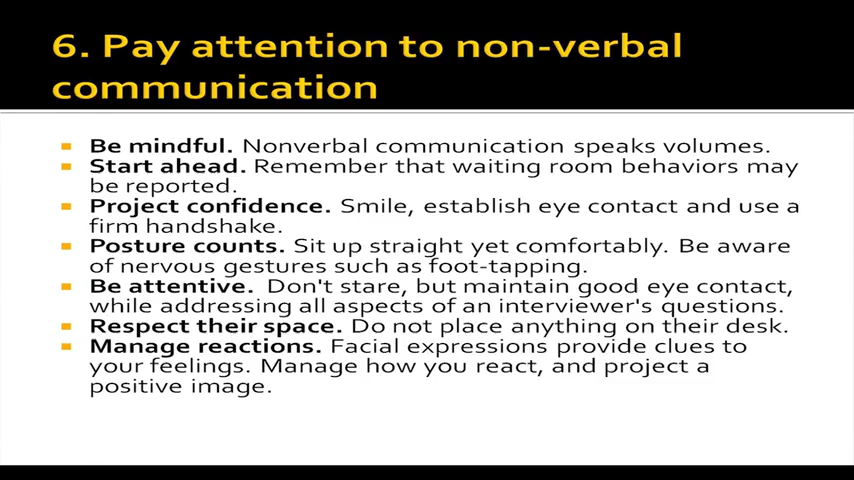 6. Pay attention to non-verbal
communication
Be mindful. Nonverbal communication speaks volumes.
Start ahead. Remember that waiting room behaviors may
be reported.
Project confidence. Smile, establish eye contact and use a
firm handshake.
Posture counts. Sit up straight yet comfortably. Be aware
of nervous gestures such as foot-tapping.
Be attentive. Don't stare, but maintain good eye contact,
while addressing all aspects of an interviewer's questions.
Respect their space. Do not place anything on their desk.
Manage reactions. Facial expressions provide clues to
your feelings. Manage how you react, and project a
positive image.